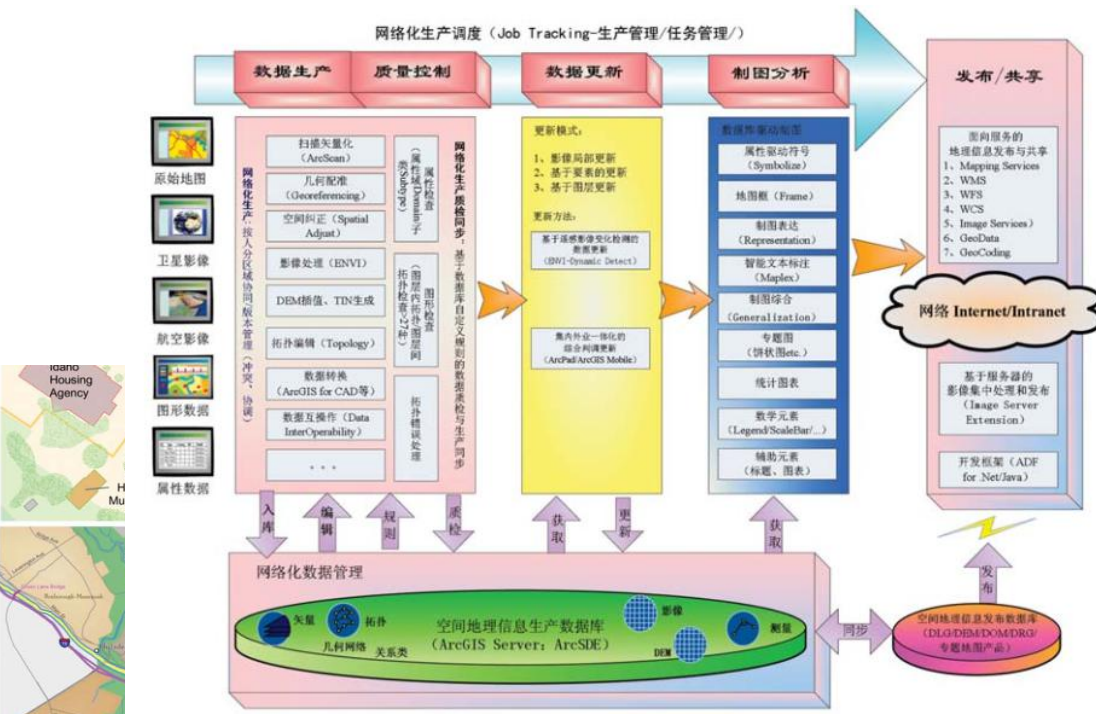 网络化生产调度（Job Tracking-生产管理/任务管理/）
数据生产
质量控制
数据更新
制图分析
发布/共享
原始地图
卫星影像
航空影像
图形数据
属性数据
网络化生产：按人分区域协同/版本管理（冲突、协调）
扫描矢量化
（ArcScan）
几何配准
（Georeferencing）
空间纠正（Spatial
Adjust）
影像处理（ENVI）
DEM插值、TIN生成
拓扑编辑（Topology）
数据转换
（ArcGIS for CAD等）
数据互操作（Data
InterOperability）
...
属性检查
（属性域/Domain/子
类/Subtype）
图形检查
（图层内拓扑/图层间
拓扑检查>27种）
拓扑错误处理
网络化生产质检同步：基于数据库自定义规则的数据质检与生产同步
更新模式：
1、影像局部更新
2、基于要素的更新
3、基于图层更新
更新方法：
基于遥感影像变化检测的
数据更新
（ENVI-Dynamic Detect）
集内外业一体化的
综合判调更新
（ArcPad/ArcGIS Mobile）
数据库驱动制图
属性驱动符号
（Symbolize）
地图框（Frame）
制图表达
（Representation）
智能文本标注
（Maplex）
制图综合
（Generalization）
专题图
（饼状图etc.）
统计图表
数学元素
（Legend/ScaleBar/...）
辅助元素
（标题、图表）
面向服务的
地理信息发布与共享
1、Mapping Services
2、WMS
3、WFS
4、WCS
5、Image Services）
6、GeoData
7、GeoCoding
网络 Internet/Intranet
基于服务器的
影像集中处理和发布
（Image Server
Extension）
开发框架（ADF
for .Net/Java）
入库
编辑
规则
质检
获取
更新
获取
发布
网络化数据管理
矢量
拓扑
几何网络
关系类
空间地理信息生产数据库
（ArcGIS Server：ArcSDE）
影像
DEM
测量
同步
空间地理信息发布数据库
（DLG/DEM/DOM/DRG/
专题地图产品）
Idaho
Housing
Agency
H
Mu